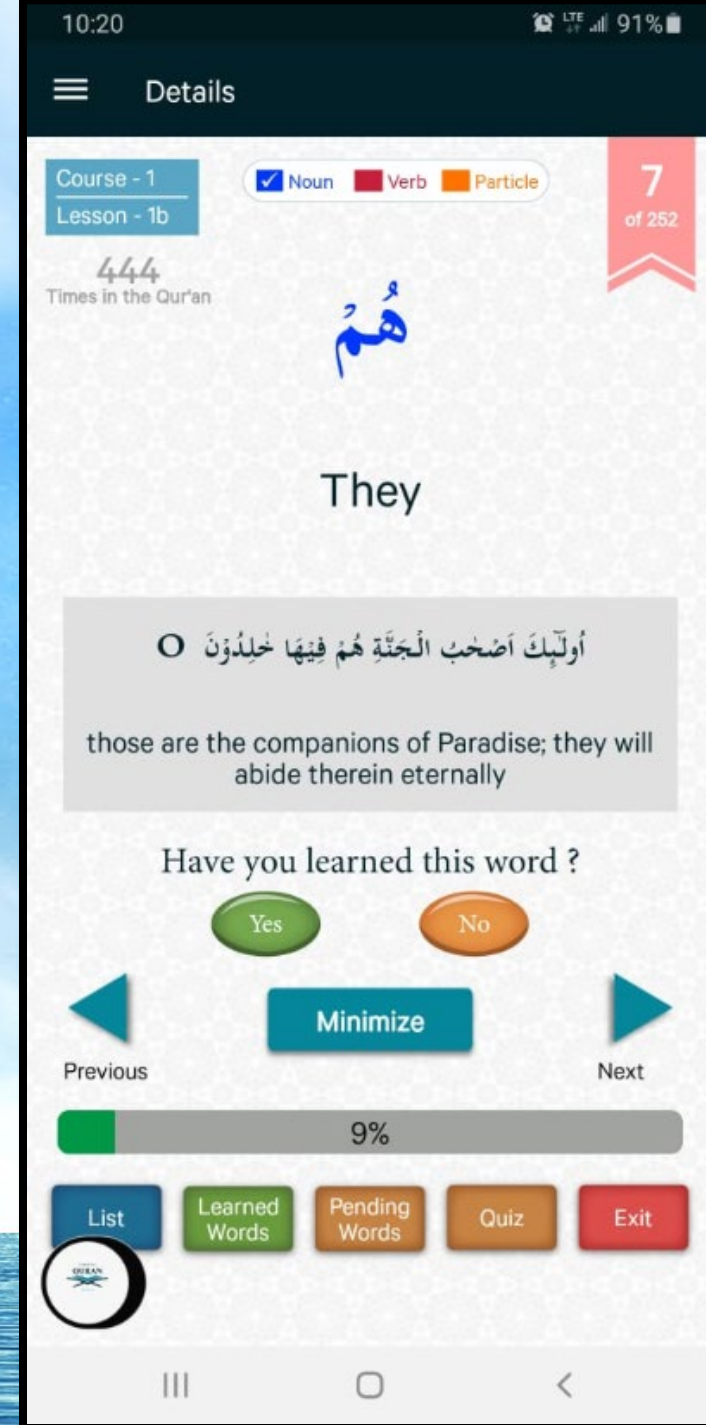 10:20 LTE 91%
Details
Course - 1
Lesson - 1b
Noun Verb Particle
7
of 252
444
Times in the Qur'an
هُمْ
They
اُولٰٓئِكَ اَصْحٰبُ الْجَنَّةِ هُمْ فِيْهَا خٰلِدُوْنَ O
those are the companions of Paradise; they will
abide therein eternally
Have you learned this word ?
Yes No
Minimize
Previous Next
9%
List Learned Words Pending Words Quiz Exit
QURAN